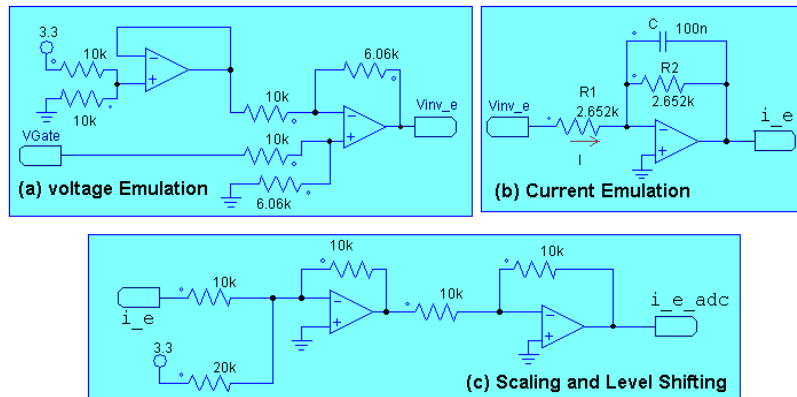 3.3
10k
10k
VGate
10k
10k
6.06k
6.06k
Vinv_e
(a) voltage Emulation
C
100n
R2
2.652k
R1
2.652k
Vinv_e
I
i_e
(b) Current Emulation
i_e
10k
3.3
20k
10k
10k
10k
i_e_adc
(c) Scaling and Level Shifting